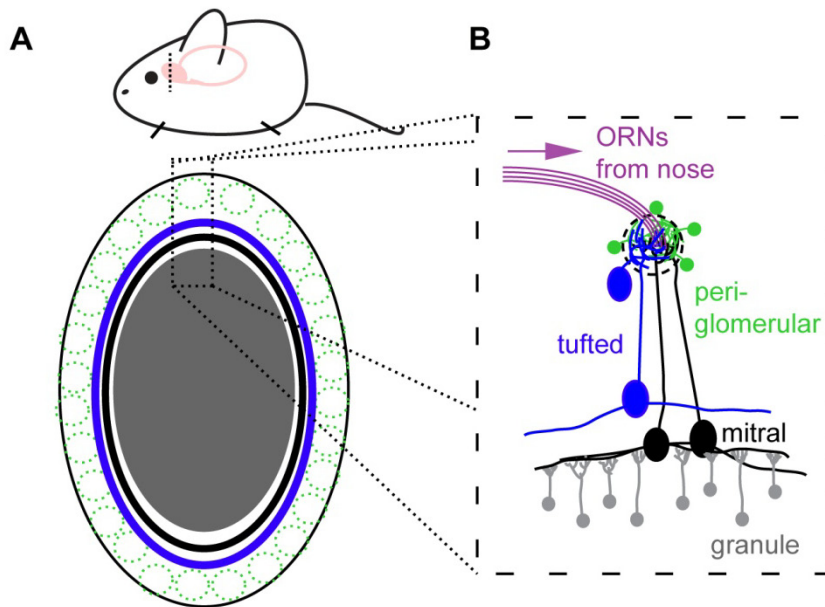 A
B
ORNs
from nose
peri-
glomerular
tufted
mitral
granule